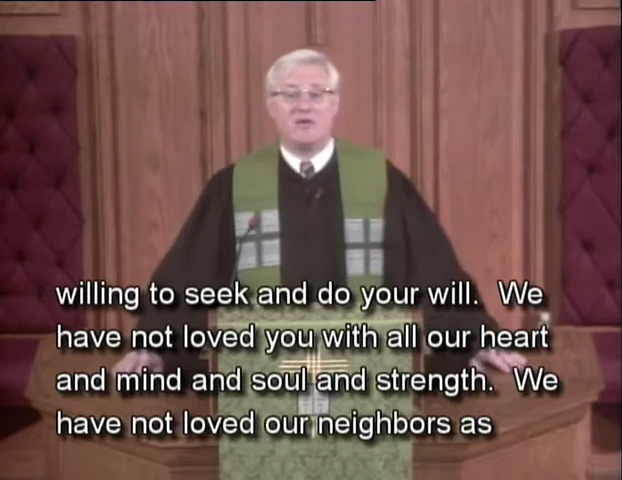 willing to seek and do your will.  We
have not loved you with all our heart
and mind and soul and strength.  We
have not loved our neighbors as